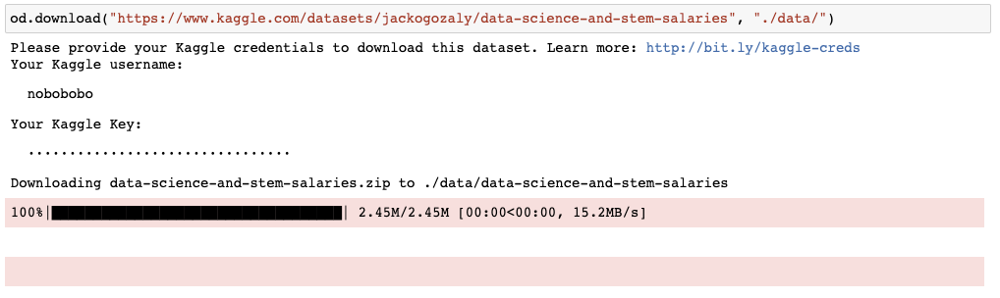 od.download("https://www.kaggle.com/datasets/jackogozaly/data-science-and-stem-salaries", "./data/")
Please provide your Kaggle credentials to download this dataset. Learn more: http://bit.ly/kaggle-creds
Your Kaggle username:
nobobobo
Your Kaggle Key:
································
Downloading data-science-and-stem-salaries.zip to ./data/data-science-and-stem-salaries
100%|███████████████████████████████████| 2.45M/2.45M [00:00<00:00, 15.2MB/s]